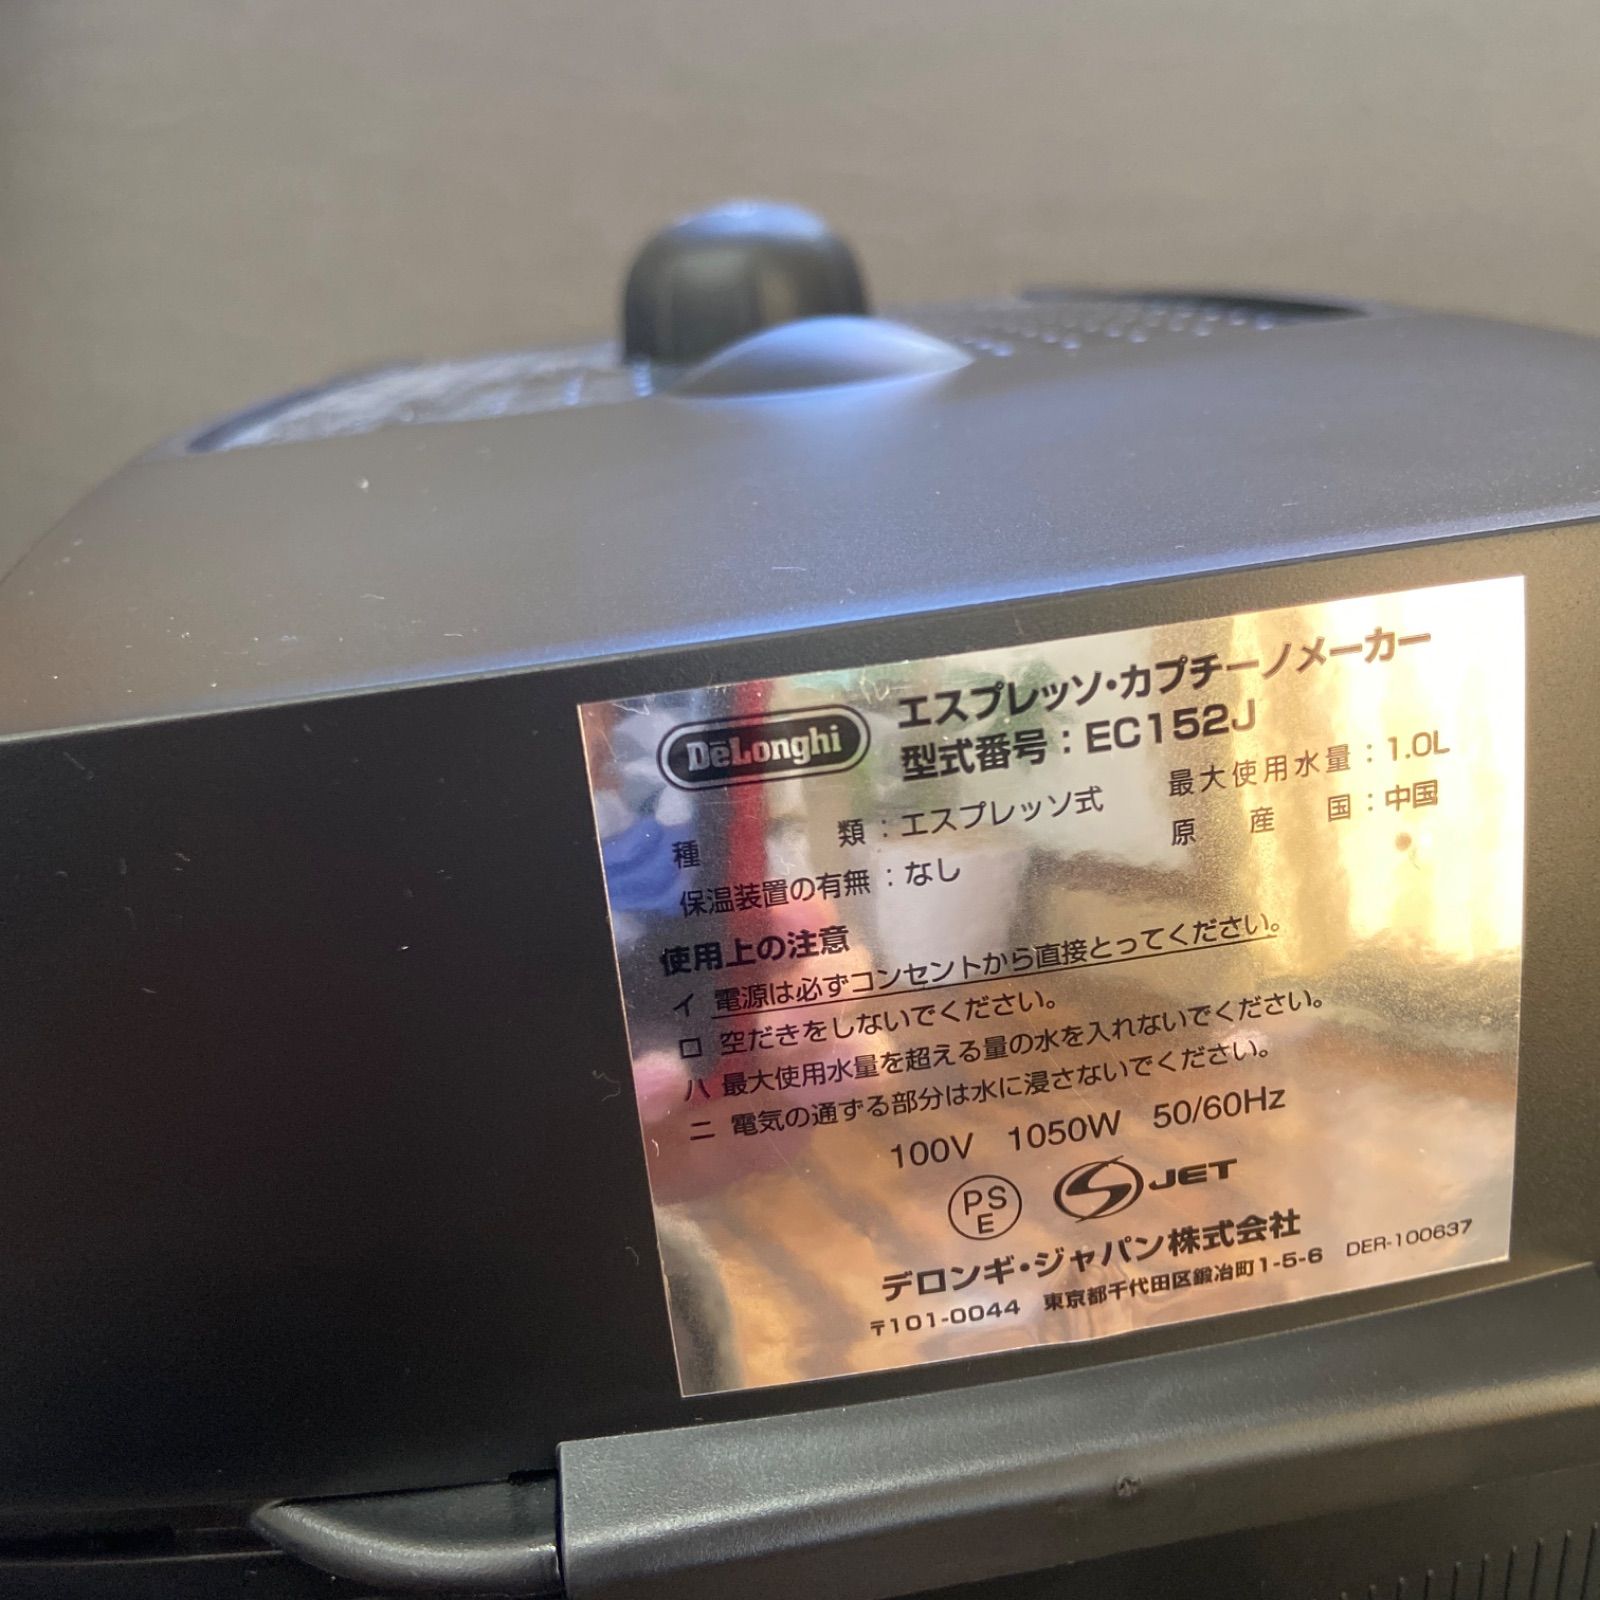 DeLonghi
エスプレッソ・カプチーノメーカー
型式番号：EC152J
種　類：エスプレッソ式　最大使用水量：1.0L
保温装置の有無：なし　原産国：中国
使用上の注意
イ 電源は必ずコンセントから直接とってください。
ロ 空だきをしないでください。
ハ 最大使用水量を超える量の水を入れないでください。
ニ 電気の通ずる部分は水に浸さないでください。
100V 1050W 50/60Hz
PSE JET
デロンギ・ジャパン株式会社
〒101-0044 東京都千代田区鍛冶町1-5-6 DER-100637